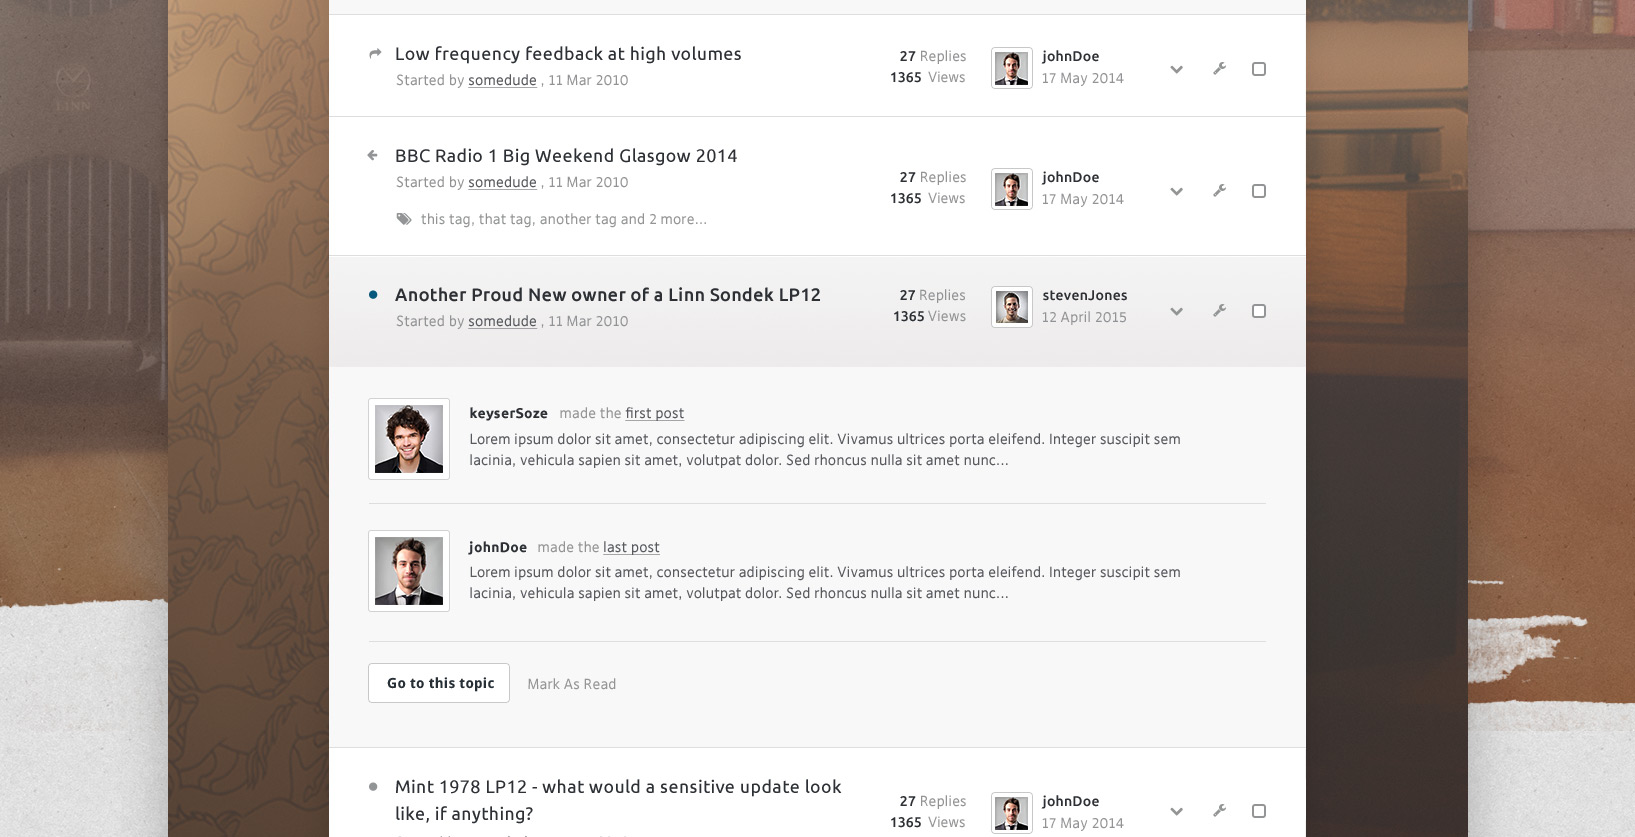 LINN
Low frequency feedback at high volumes
Started by somedude , 11 Mar 2010
27 Replies
1365 Views
johnDoe
17 May 2014
BBC Radio 1 Big Weekend Glasgow 2014
Started by somedude , 11 Mar 2010
this tag, that tag, another tag and 2 more...
27 Replies
1365 Views
johnDoe
17 May 2014
Another Proud New owner of a Linn Sondek LP12
Started by somedude , 11 Mar 2010
27 Replies
1365 Views
stevenJones
12 April 2015
keyserSoze made the first post
Lorem ipsum dolor sit amet, consectetur adipiscing elit. Vivamus ultrices porta eleifend. Integer suscipit sem
lacinia, vehicula sapien sit amet, volutpat dolor. Sed rhoncus nulla sit amet nunc...
johnDoe made the last post
Lorem ipsum dolor sit amet, consectetur adipiscing elit. Vivamus ultrices porta eleifend. Integer suscipit sem
lacinia, vehicula sapien sit amet, volutpat dolor. Sed rhoncus nulla sit amet nunc...
Go to this topic
Mark As Read
Mint 1978 LP12 - what would a sensitive update look
like, if anything?
27 Replies
1365 Views
johnDoe
17 May 2014